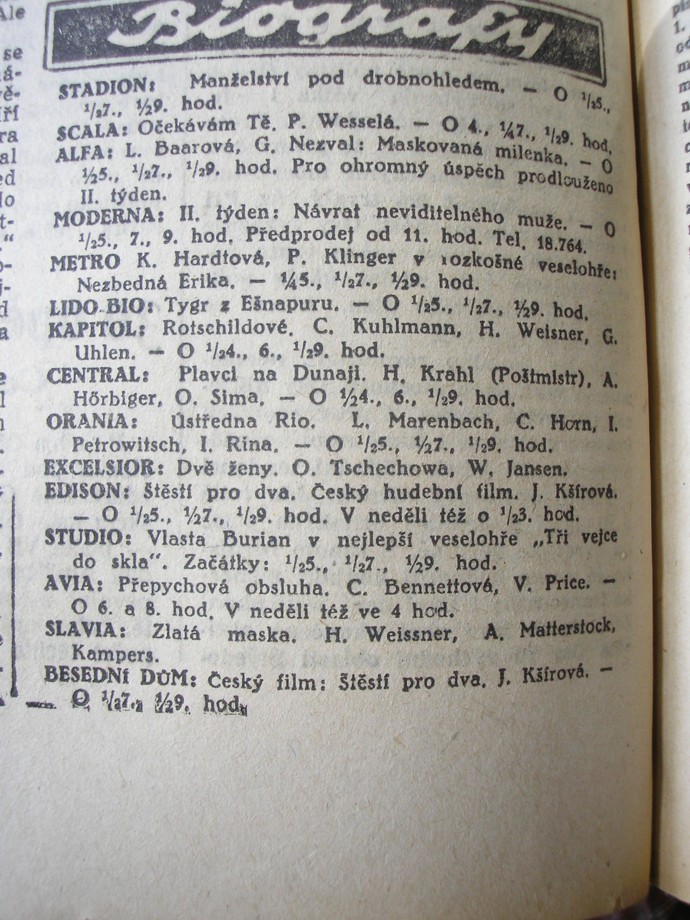 Biografy
STADION: Manželství pod drobnohledem. — O ½5.,
½7., ½9. hod.
SCALA: Očekávám Tě. P. Wesselá. — O 4., ¼7., ½9. hod.
ALFA: L. Baarová, G. Nezval: Maskovaná milenka. — O
½5., ½7., ½9. hod. Pro ohromný úspěch prodlouženo
II. týden.
MODERNA: II. týden: Návrat neviditelného muže. — O
½5., 7., 9. hod. Předprodej od 11. hod. Tel. 18.764.
METRO K. Hardtová, P. Klinger v rozkošné veselohře:
Nezbedná Erika. — ¼5., ½7., ½9. hod.
LIDO-BIO: Tygr z Ešnapuru. — O ½5., ½7., ½9. hod.
KAPITOL: Rotschildové. C. Kuhlmann, H. Weisner, G.
Uhlen. — O ½4., 6., ½9. hod.
CENTRAL: Plavci na Dunaji. H. Krahl (Poštmistr), A.
Hörbiger, O. Sima. — O ½4., 6., ½9. hod.
ORANIA: Ústředna Rio. L. Marenbach, C. Horn, I.
Petrowitsch, I. Rina. — O ½5., ½7., ½9. hod.
EXCELSIOR: Dvě ženy. O. Tschechowa, W. Jansen.
EDISON: Štěstí pro dva. Český hudební film. J. Kšírová.
— O ½5., ½7., ½9. hod. V neděli též o ½3. hod.
STUDIO: Vlasta Burian v nejlepší veselohře „Tři vejce
do skla“. Začátky: ½5., ½7., ½9. hod.
AVIA: Přepychová obsluha. C. Bennettová, V. Price. —
O 6. a 8. hod. V neděli též ve 4 hod.
SLAVIA: Zlatá maska. H. Weissner, A. Matterstock,
Kampers.
BESEDNÍ DŮM: Český film: Štěstí pro dva. J. Kšírová. —
— O ½7., ½9. hod.